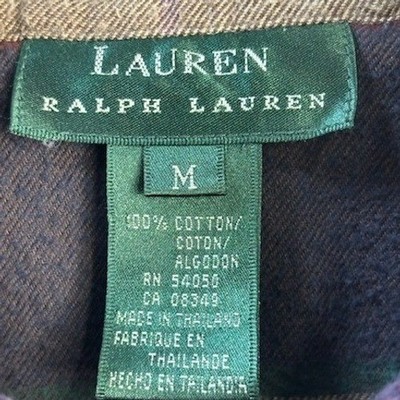 LAUREN
RALPH LAUREN
M
100% COTTON/
COTON/
ALGODON
RN 54050
CA 08349
MADE IN THAILAND
FABRIQUE EN
THAILANDE
HECHO EN TAILANDIA